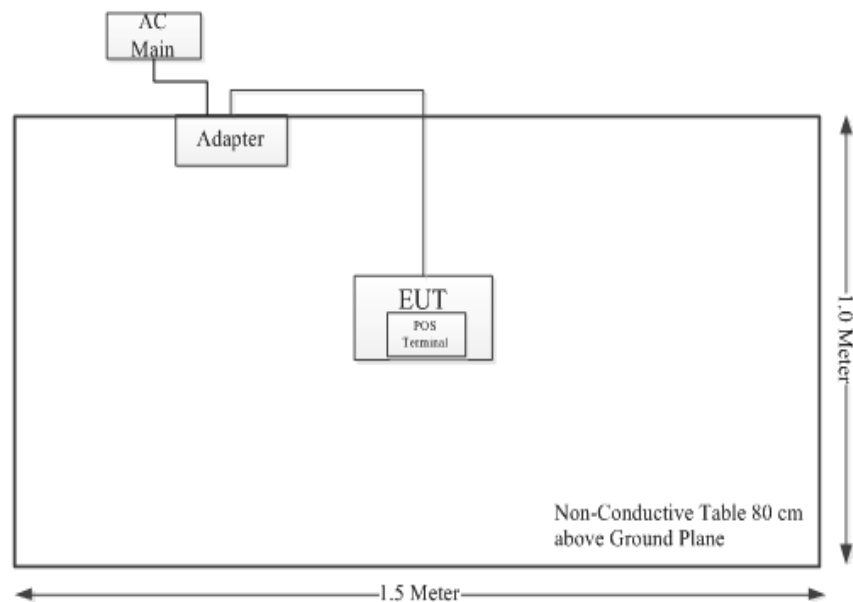 AC
Main
Adapter
EUT
POS
Terminal
1.0 Meter
Non-Conductive Table 80 cm
above Ground Plane
1.5 Meter